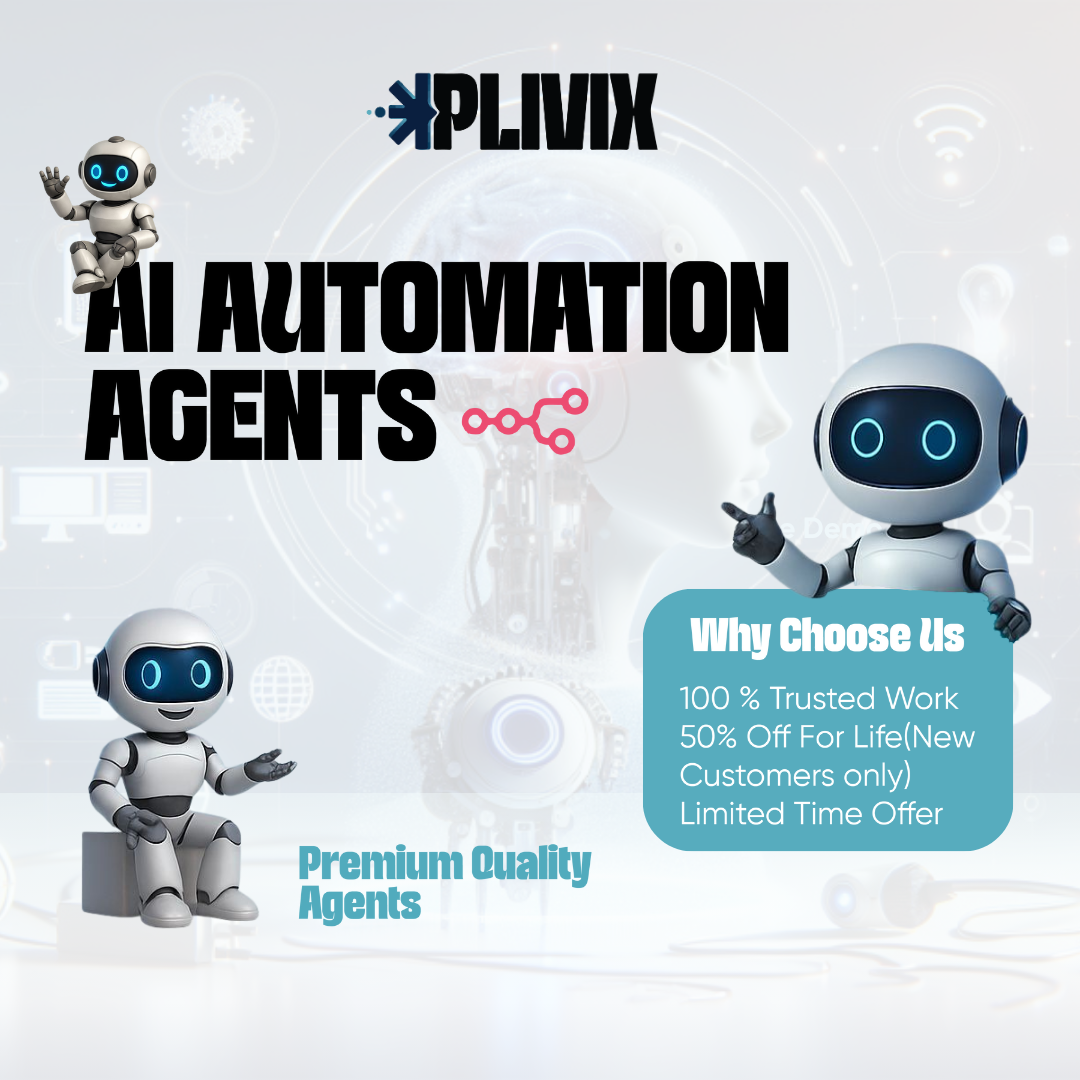 PLIVIX
AI AUTOMATION
AGENTS
Why Choose Us
100 % Trusted Work
50% Off For Life(New
Customers only)
Limited Time Offer
Premium Quality
Agents